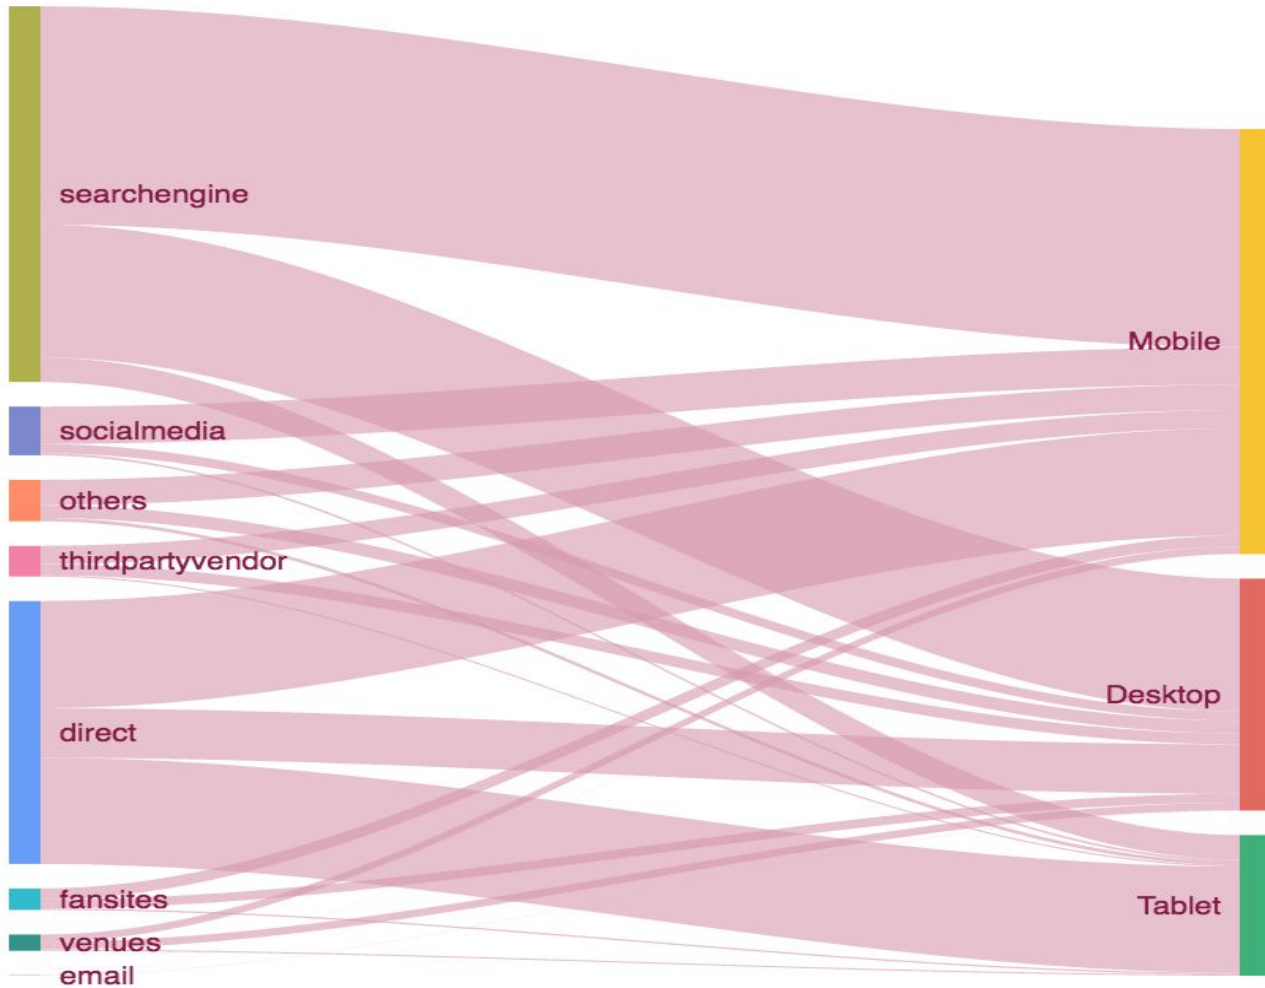 searchengine
socialmedia
others
thirdpartyvendor
direct
fansites
venues
email
Mobile
Desktop
Tablet